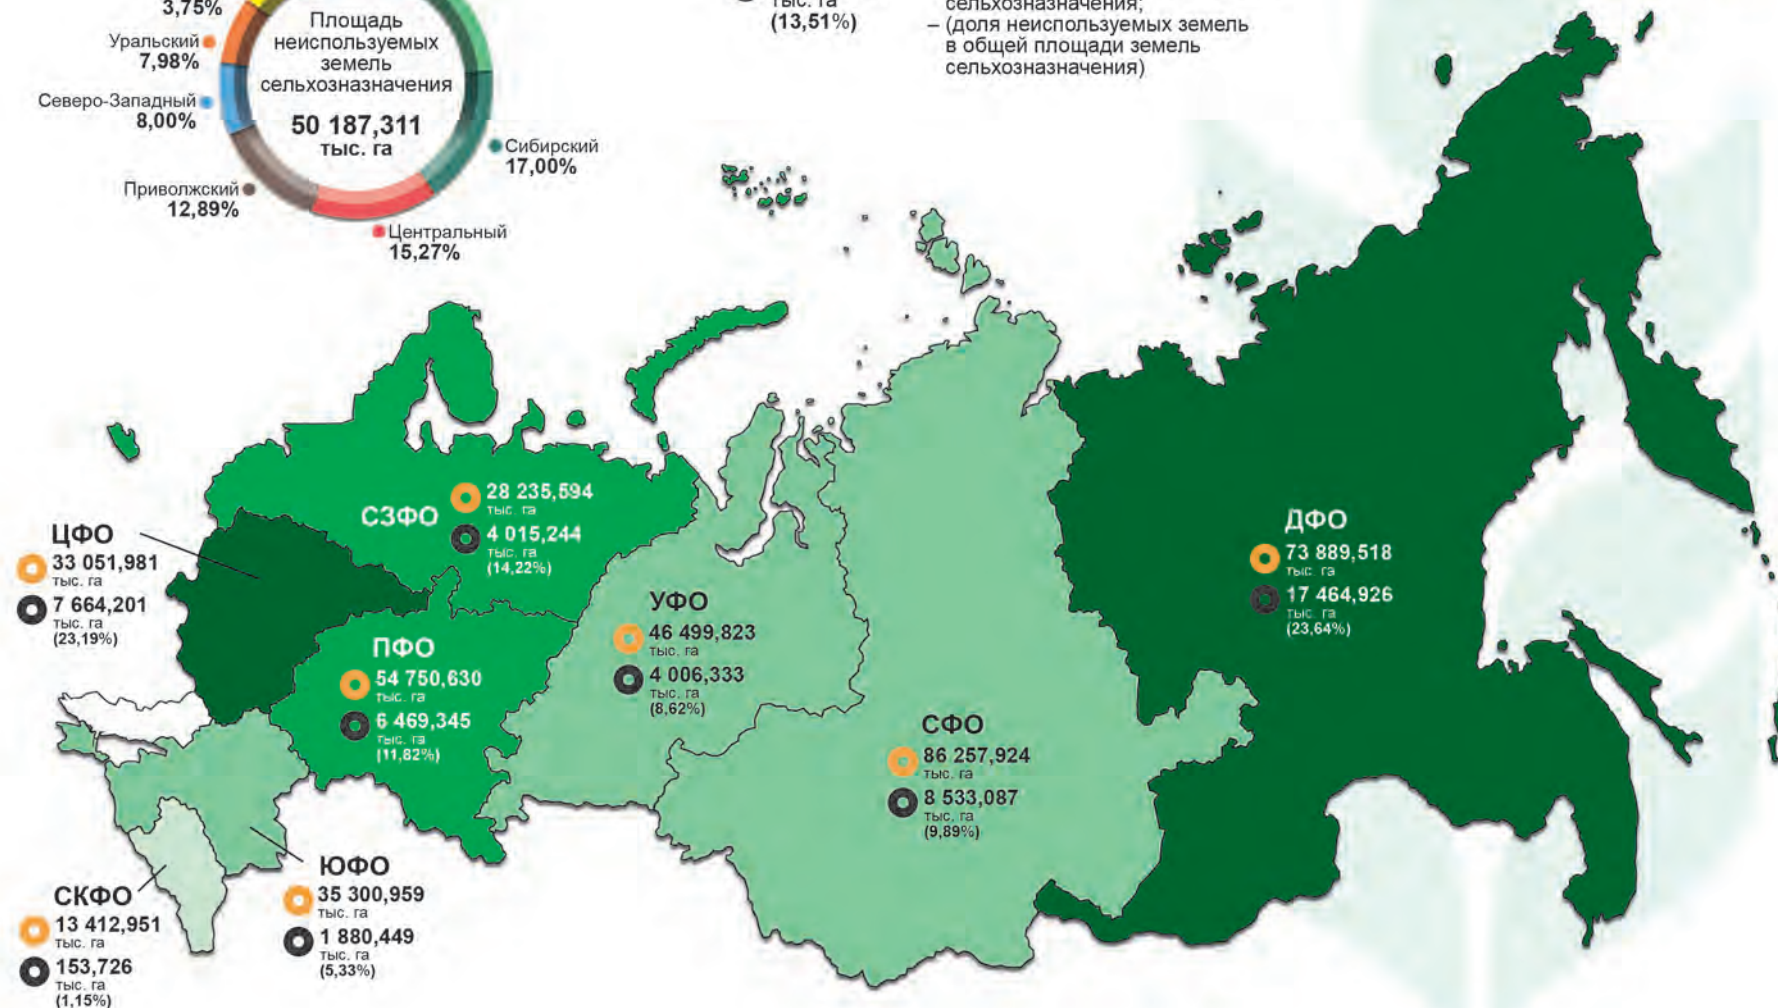 3,75%
Уральский
7,98%
Северо-Западный
8,00%
Приволжский
12,89%
Площадь
неиспользуемых
земель
сельхозназначения
50 187,311
тыс. га
Сибирский
17,00%
Центральный
15,27%
тыс. га
(13,51%)
сельхозназначения;
– (доля неиспользуемых земель
в общей площади земель
сельхозназначения)
СЗФО
28 235,594
тыс. га
4 015,244
тыс. га
(14,22%)
ЦФО
33 051,981
тыс. га
7 664,201
тыс. га
(23,19%)
ПФО
54 750,630
тыс. га
6 469,345
тыс. га
(11,82%)
УФО
46 499,823
тыс. га
4 006,333
тыс. га
(8,62%)
СФО
86 257,924
тыс. га
8 533,087
тыс. га
(9,89%)
ДФО
73 889,518
тыс. га
17 464,926
тыс. га
(23,64%)
ЮФО
35 300,959
тыс. га
1 880,449
тыс. га
(5,33%)
СКФО
13 412,951
тыс. га
153,726
тыс. га
(1,15%)